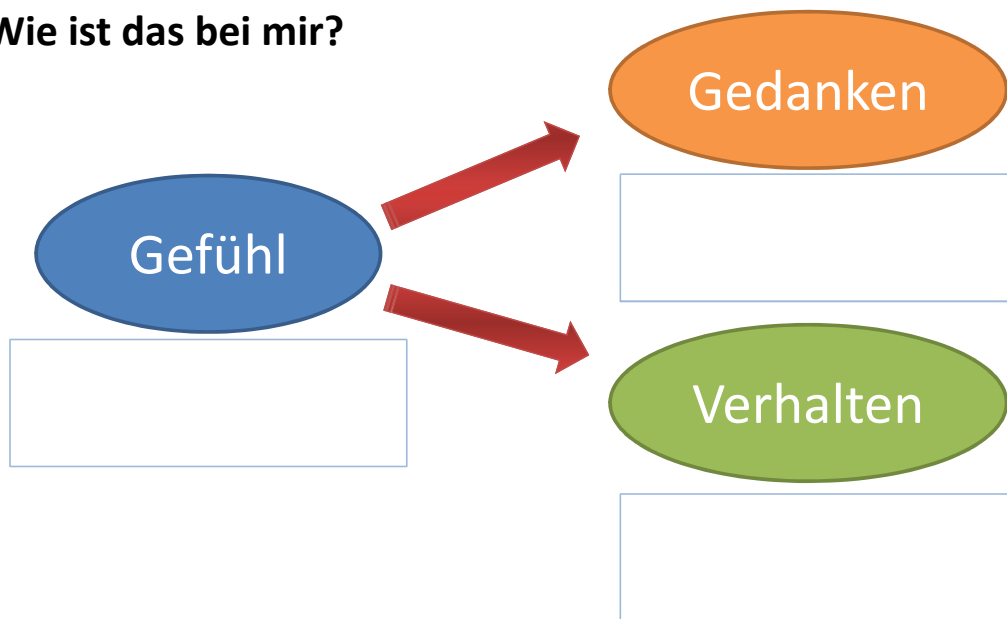 Wie ist das bei mir?
Gedanken
Gefühl
Verhalten